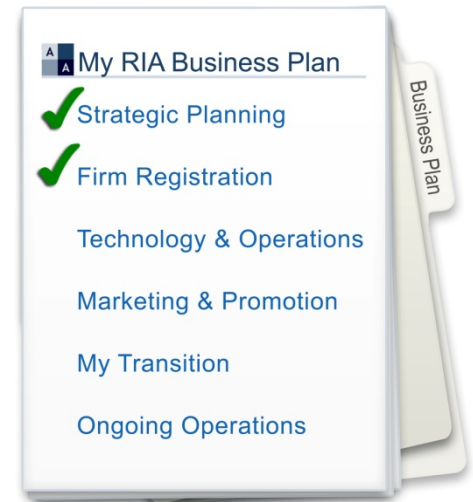 A
A
My RIA Business Plan
Strategic Planning
Firm Registration
Technology & Operations
Marketing & Promotion
My Transition
Ongoing Operations
Business Plan